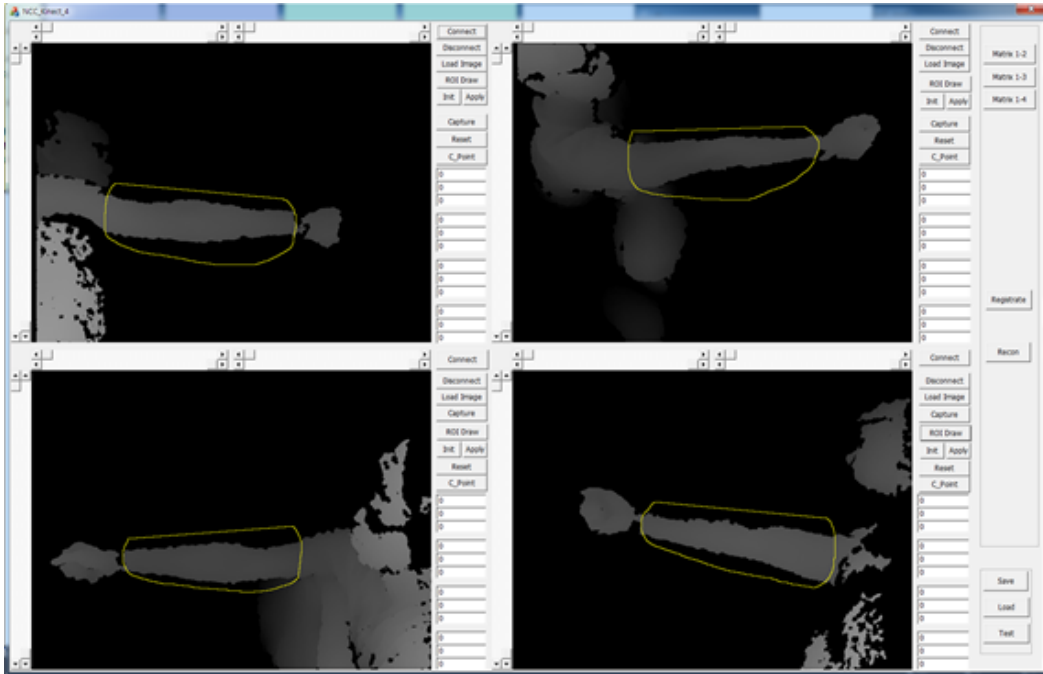 NCC_Kinect_4
Connect
Disconnect
Load Image
ROI Draw
Init Apply
Capture
Reset
C_Point
0
0
0
0
0
0
0
0
0
0
0
0
Connect
Disconnect
Load Image
ROI Draw
Init Apply
Capture
Reset
C_Point
0
0
0
0
0
0
0
0
0
0
0
0
Matrix 1-2
Matrix 1-3
Matrix 1-4
Registrate
Recon
Connect
Disconnect
Load Image
Capture
ROI Draw
Init Apply
Reset
C_Point
0
0
0
0
0
0
0
0
0
0
0
0
Connect
Disconnect
Load Image
Capture
ROI Draw
Init Apply
Reset
C_Point
0
0
0
0
0
0
0
0
0
0
0
0
Save
Load
Test